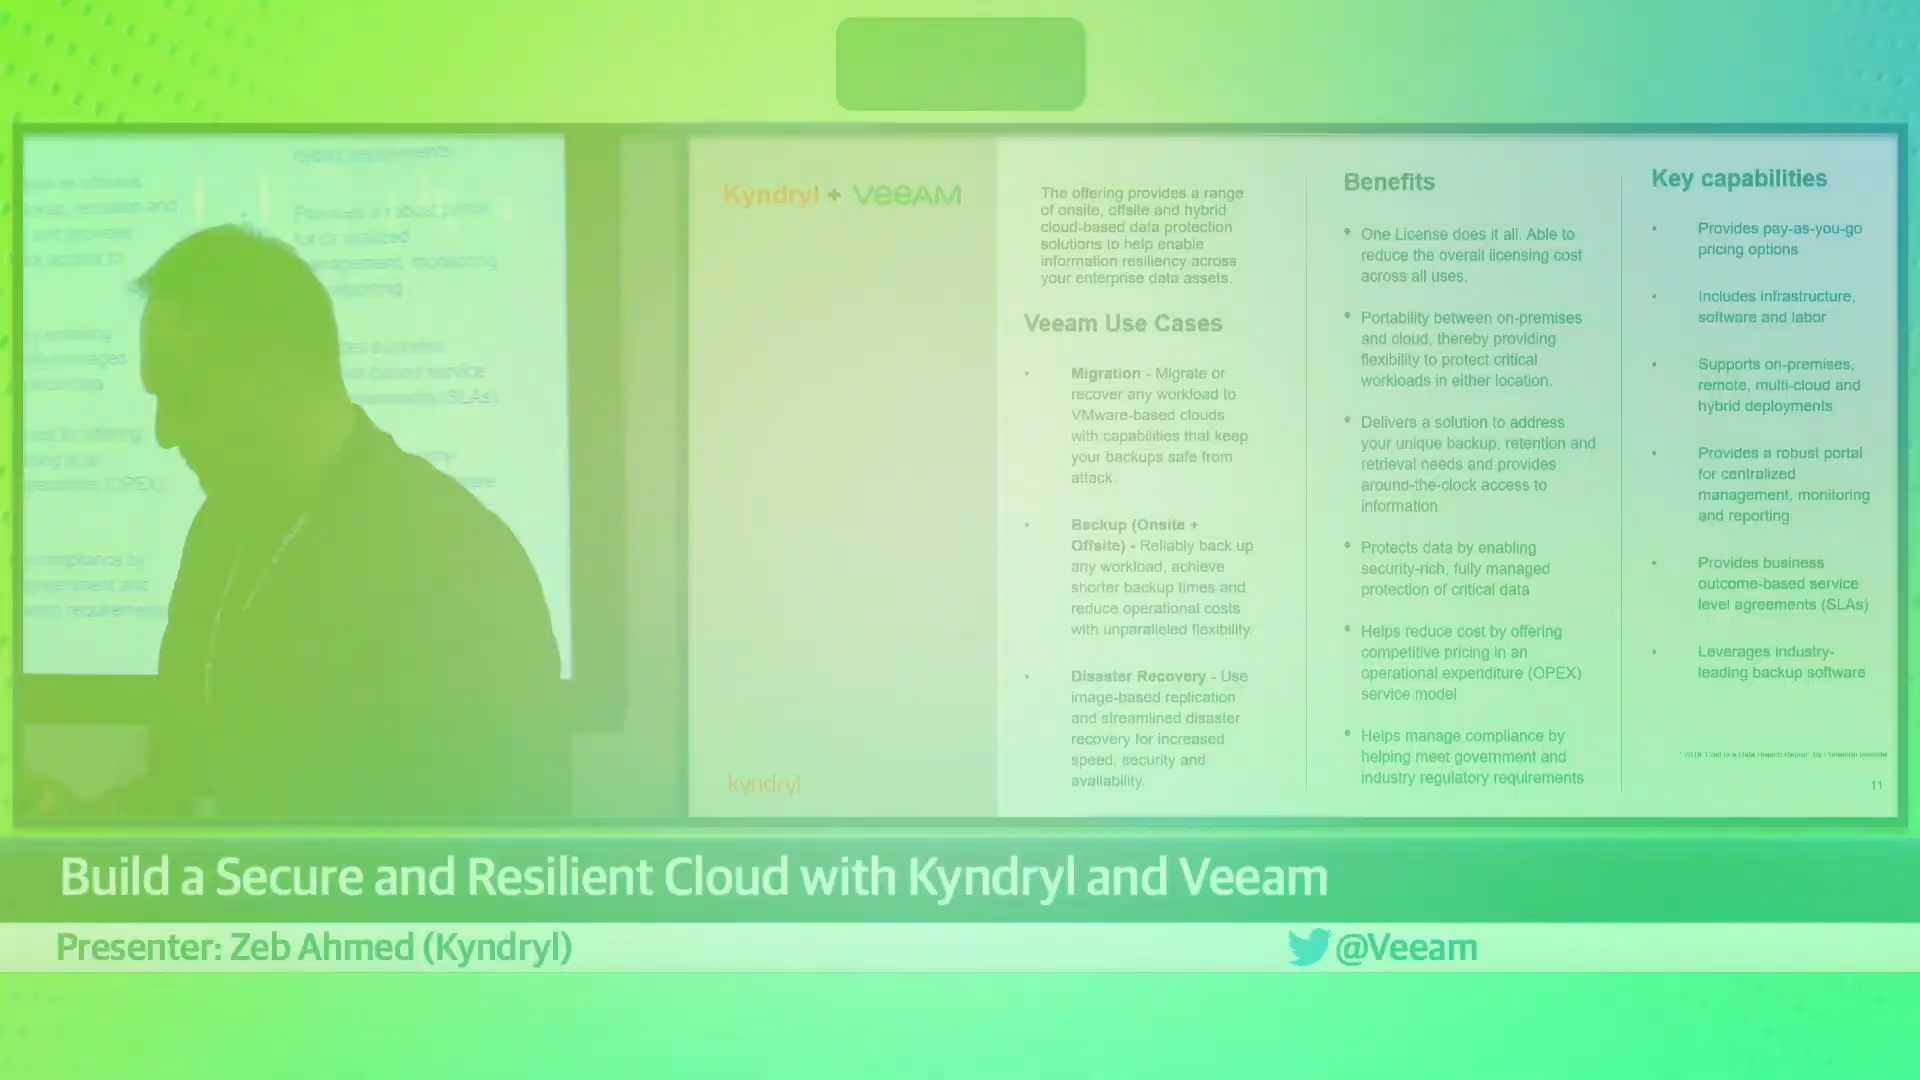 Kyndryl + veeAM
The offering provides a range
of onsite, offsite and hybrid
cloud-based data protection
solutions to help enable
information resiliency across
your enterprise data assets.
Veeam Use Cases
• Migration - Migrate or
recover any workload to
VMware-based clouds
with capabilities that keep
your backups safe from
attack.
• Backup (Onsite +
Offsite) - Reliably back up
any workload, achieve
shorter backup times and
reduce operational costs
with unparalleled flexibility.
• Disaster Recovery - Use
image-based replication
and streamlined disaster
recovery for increased
speed, security and
availability.
kyndryl
Benefits
• One License does it all. Able to
reduce the overall licensing cost
across all uses.
• Portability between on-premises
and cloud, thereby providing
flexibility to protect critical
workloads in either location.
• Delivers a solution to address
your unique backup, retention and
retrieval needs and provides
around-the-clock access to
information
• Protects data by enabling
security-rich, fully managed
protection of critical data
• Helps reduce cost by offering
competitive pricing in an
operational expenditure (OPEX)
service model
• Helps manage compliance by
helping meet government and
industry regulatory requirements
Key capabilities
• Provides pay-as-you-go
pricing options
• Includes infrastructure,
software and labor
• Supports on-premises,
remote, multi-cloud and
hybrid deployments
• Provides a robust portal
for centralized
management, monitoring
and reporting
• Provides business
outcome-based service
level agreements (SLAs)
• Leverages industry-
leading backup software
11
Build a Secure and Resilient Cloud with Kyndryl and Veeam
Presenter: Zeb Ahmed (Kyndryl)
@Veeam